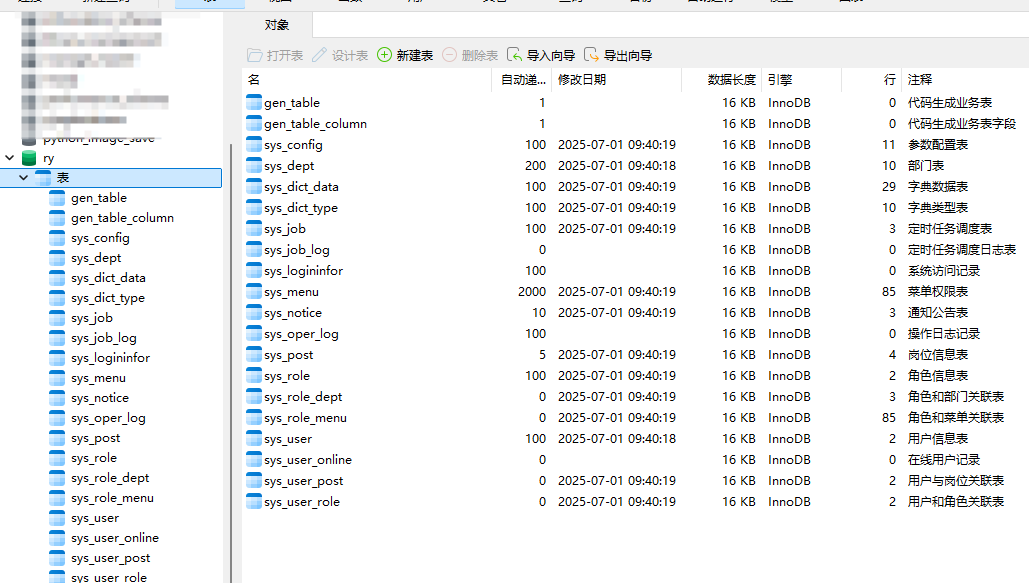 对象
打开表 设计表 新建表 删除表 导入向导 导出向导
名 自动递... 修改日期 数据长度 引擎 行 注释
gen_table 1 16 KB InnoDB 0 代码生成业务表
gen_table_column 1 16 KB InnoDB 0 代码生成业务表字段
sys_config 100 2025-07-01 09:40:19 16 KB InnoDB 11 参数配置表
sys_dept 200 2025-07-01 09:40:18 16 KB InnoDB 10 部门表
sys_dict_data 100 2025-07-01 09:40:19 16 KB InnoDB 29 字典数据表
sys_dict_type 100 2025-07-01 09:40:19 16 KB InnoDB 10 字典类型表
sys_job 100 2025-07-01 09:40:19 16 KB InnoDB 3 定时任务调度表
sys_job_log 0 16 KB InnoDB 0 定时任务调度日志表
sys_logininfor 100 16 KB InnoDB 0 系统访问记录
sys_menu 2000 2025-07-01 09:40:19 16 KB InnoDB 85 菜单权限表
sys_notice 10 2025-07-01 09:40:19 16 KB InnoDB 3 通知公告表
sys_oper_log 100 16 KB InnoDB 0 操作日志记录
sys_post 5 2025-07-01 09:40:19 16 KB InnoDB 4 岗位信息表
sys_role 100 2025-07-01 09:40:19 16 KB InnoDB 2 角色信息表
sys_role_dept 0 2025-07-01 09:40:19 16 KB InnoDB 3 角色和部门关联表
sys_role_menu 0 2025-07-01 09:40:19 16 KB InnoDB 85 角色和菜单关联表
sys_user 100 2025-07-01 09:40:18 16 KB InnoDB 2 用户信息表
sys_user_online 0 16 KB InnoDB 0 在线用户记录
sys_user_post 0 2025-07-01 09:40:19 16 KB InnoDB 2 用户与岗位关联表
sys_user_role 0 2025-07-01 09:40:19 16 KB InnoDB 2 用户和角色关联表
python_image_save
ry
表
gen_table
gen_table_column
sys_config
sys_dept
sys_dict_data
sys_dict_type
sys_job
sys_job_log
sys_logininfor
sys_menu
sys_notice
sys_oper_log
sys_post
sys_role
sys_role_dept
sys_role_menu
sys_user
sys_user_online
sys_user_post
sys_user_role